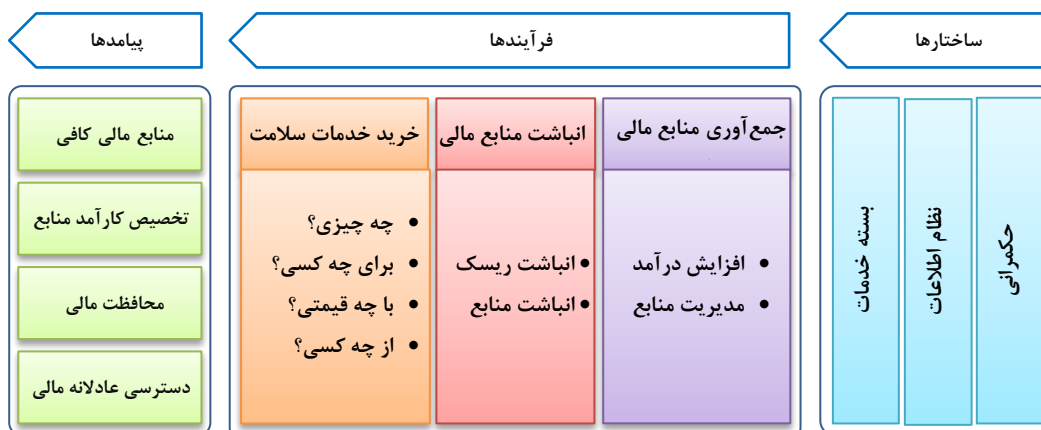 ساختارها
فرآیندها
پیامدها
حکمرانی
نظام اطلاعات
بسته خدمات
جمع‌آوری منابع مالی
• افزایش درآمد
• مدیریت منابع
انباشت منابع مالی
• انباشت ریسک
• انباشت منابع
خرید خدمات سلامت
• چه چیزی؟
• برای چه کسی؟
• با چه قیمتی؟
• از چه کسی؟
منابع مالی کافی
تخصیص کارآمد منابع
محافظت مالی
دسترسی عادلانه مالی